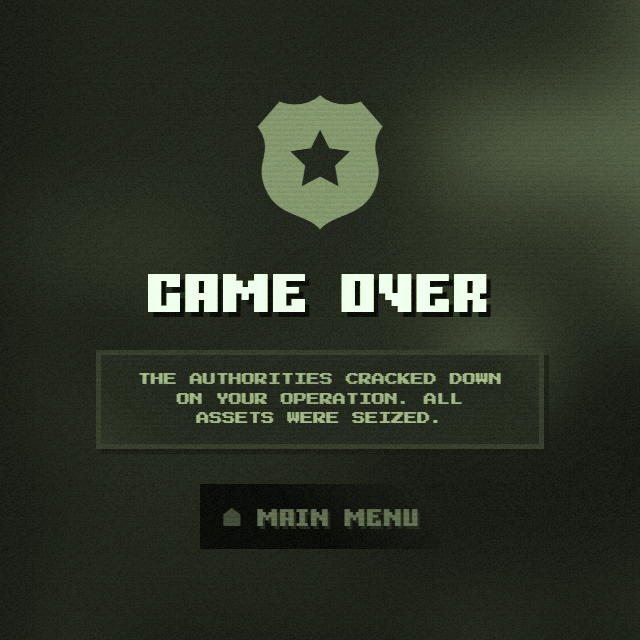 GAME OVER
THE AUTHORITIES CRACKED DOWN
ON YOUR OPERATION. ALL
ASSETS WERE SEIZED.
MAIN MENU